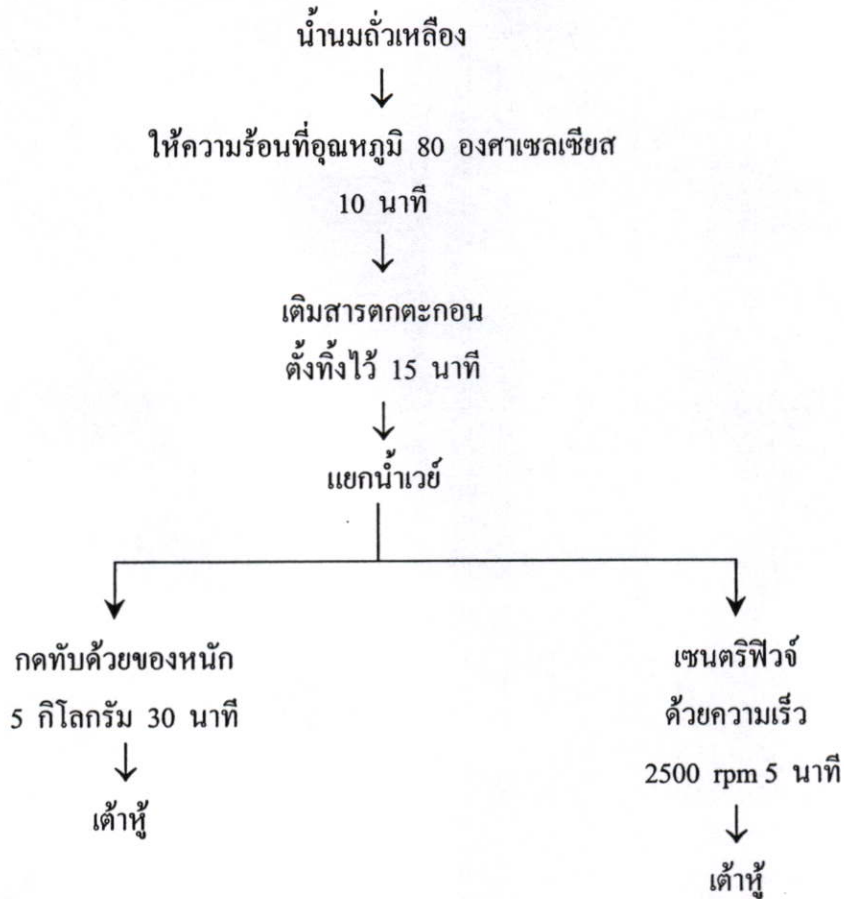 น้ำนมถั่วเหลือง
ให้ความร้อนที่อุณหภูมิ 80 องศาเซลเซียส
10 นาที
เติมสารตกตะกอน
ตั้งทิ้งไว้ 15 นาที
แยกน้ำเวย์
กดทับด้วยของหนัก
5 กิโลกรัม 30 นาที
เต้าหู้
เซนตริฟิวจ์
ด้วยความเร็ว
2500 rpm 5 นาที
เต้าหู้